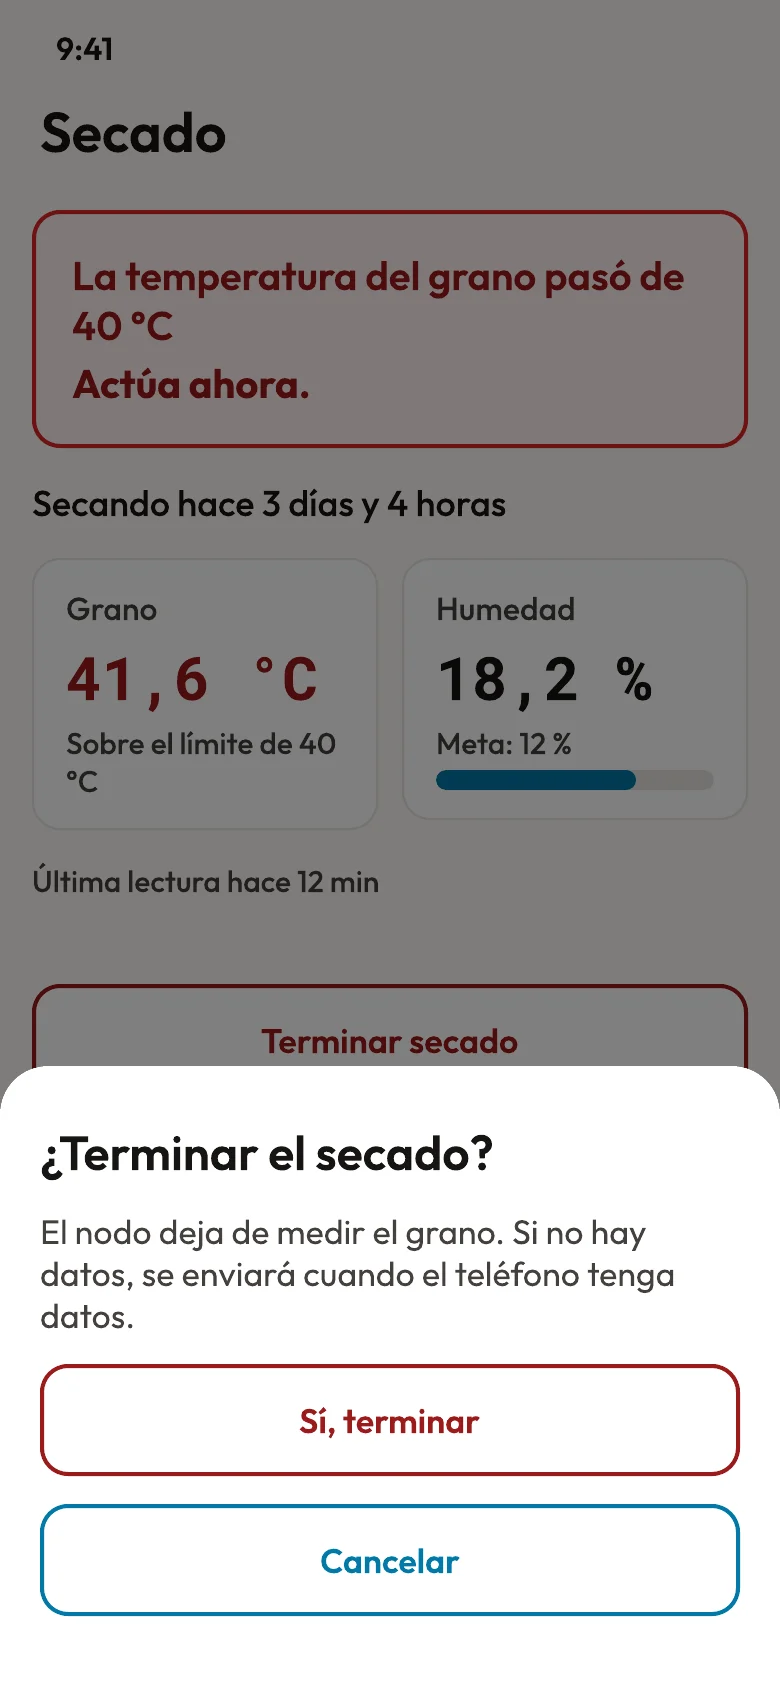 9:41
Secado
La temperatura del grano pasó de
40 °C
Actúa ahora.
Secando hace 3 días y 4 horas
Grano
41,6 °C
Sobre el límite de 40
°C
Humedad
18,2 %
Meta: 12 %
Última lectura hace 12 min
Terminar secado
¿Terminar el secado?
El nodo deja de medir el grano. Si no hay
datos, se enviará cuando el teléfono tenga
datos.
Sí, terminar
Cancelar